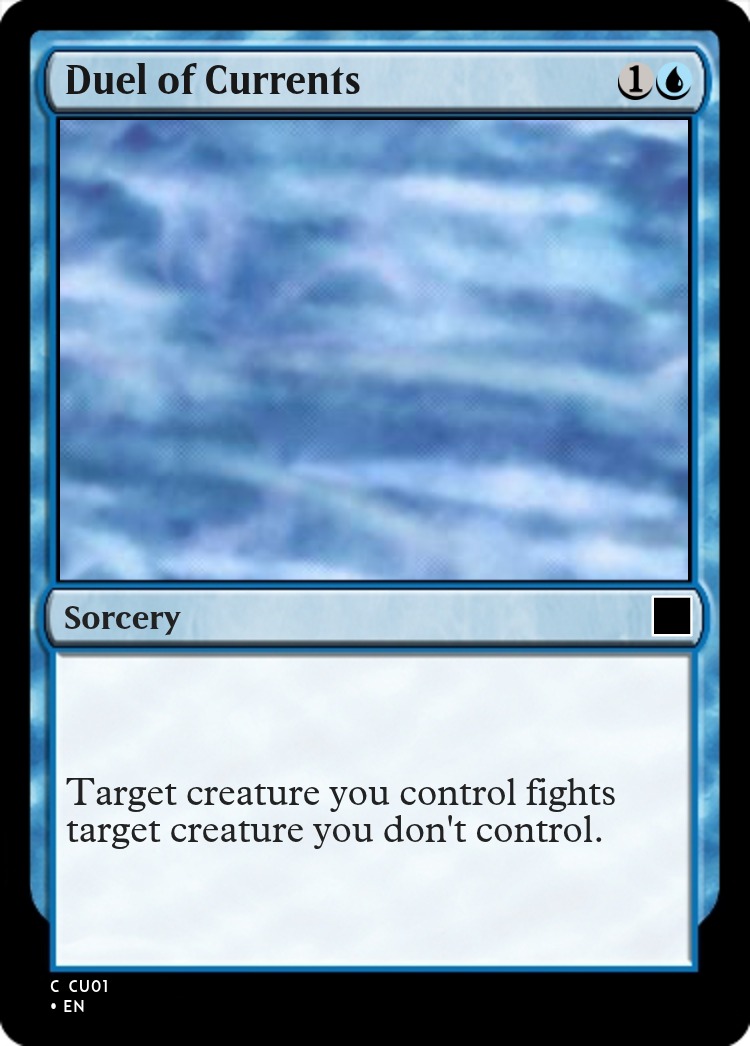 Duel of Currents 1
Sorcery
Target creature you control fights
target creature you don't control.
C CU01
• EN